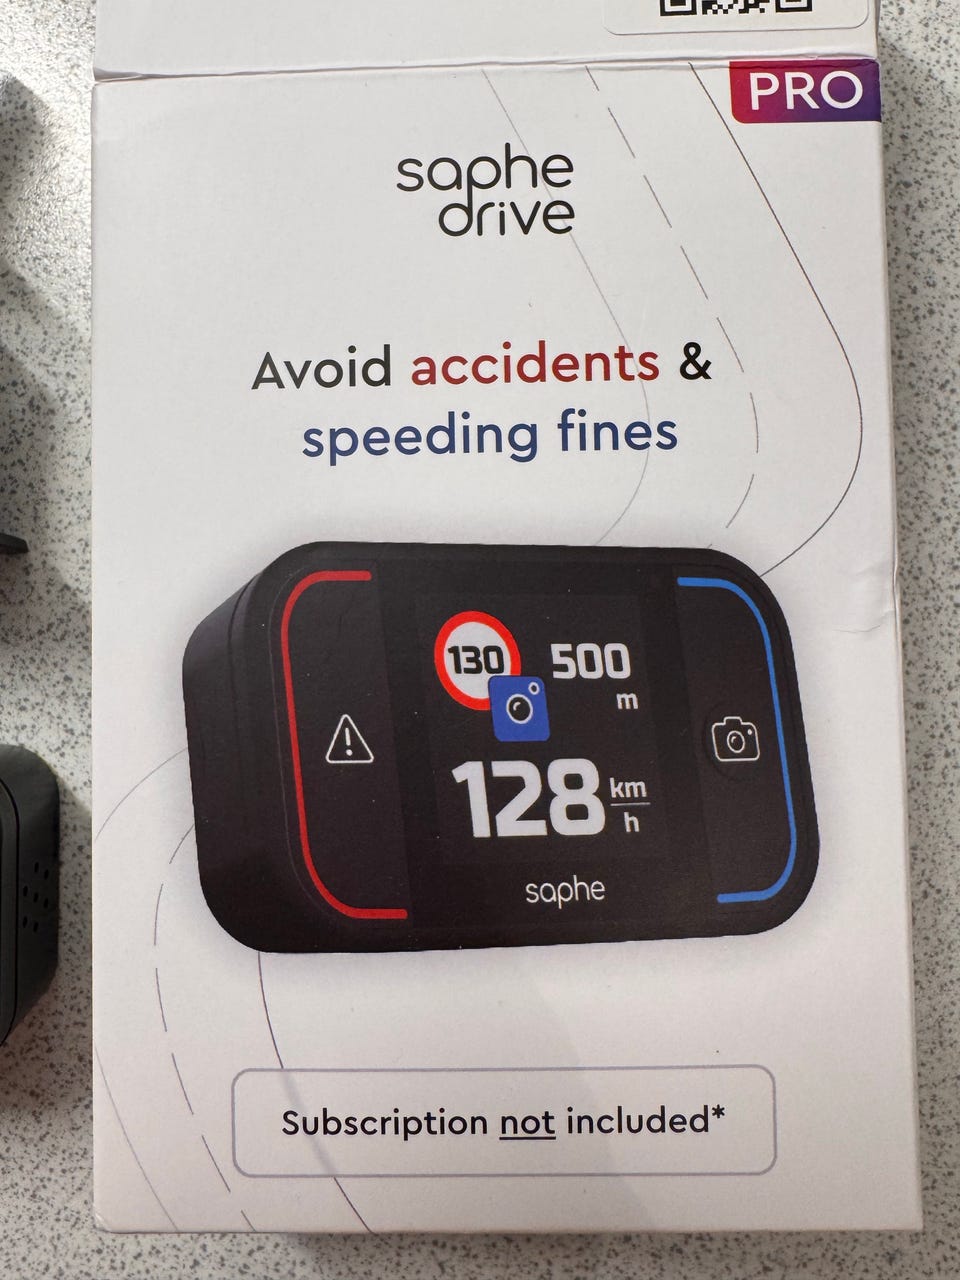 PRO
saphe
drive
Avoid accidents &
speeding fines
130
500
m
128 km
h
saphe
Subscription not included*